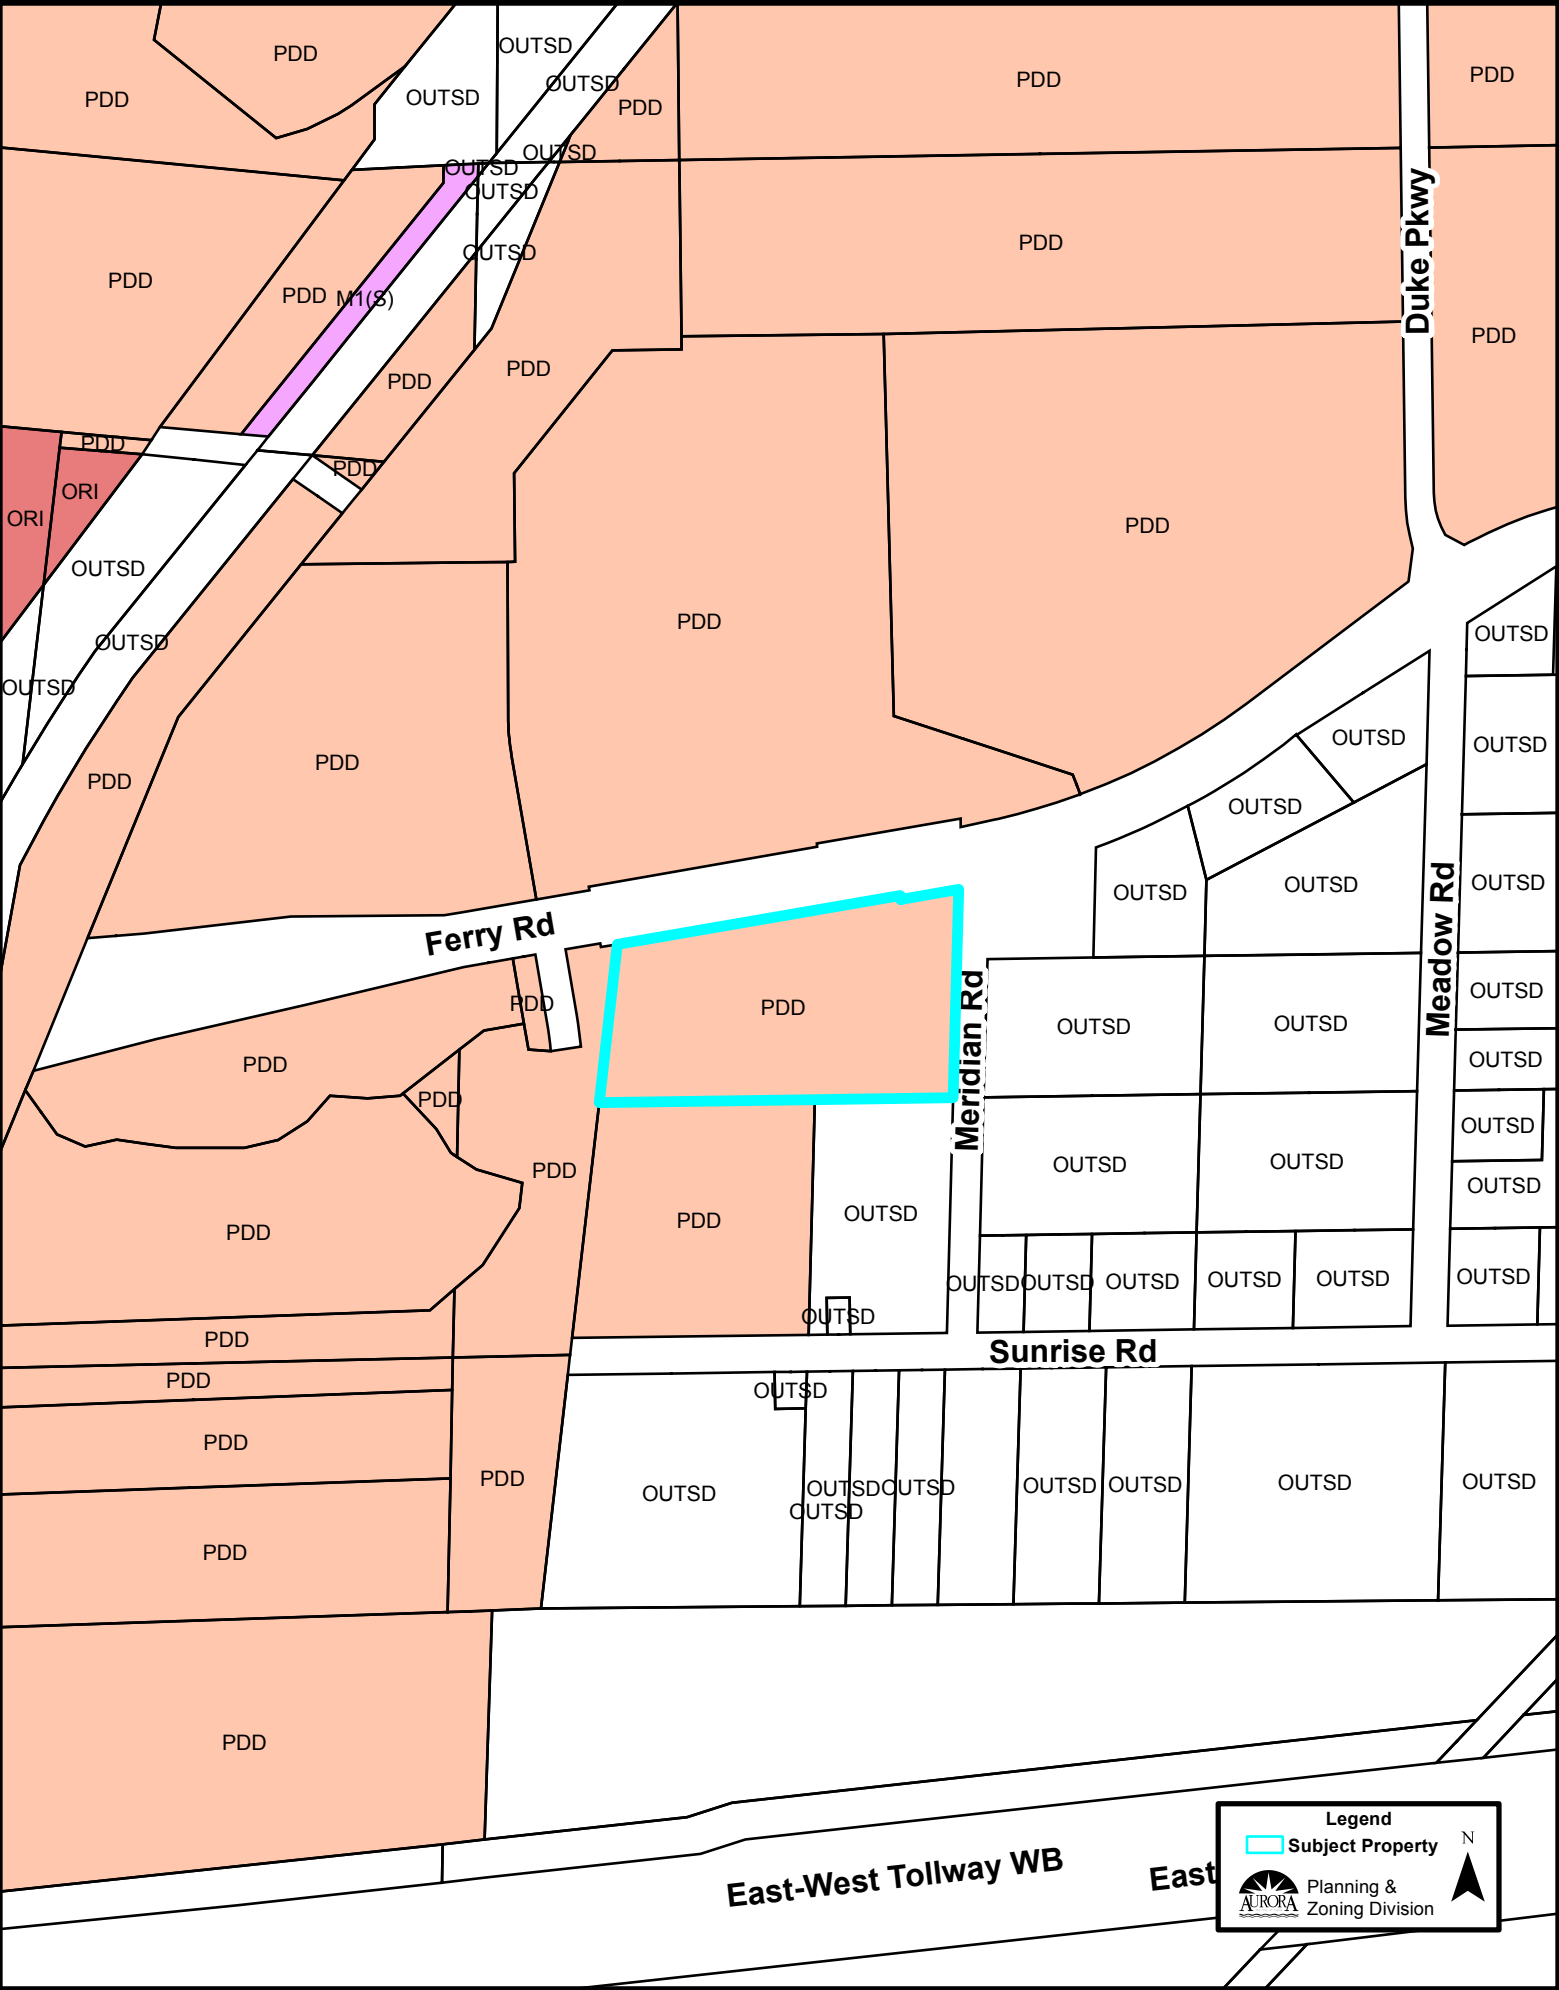 PDD
OUTSD
OUTSD
OUTSD
PDD
PDD
PDD
PDD
OUTSD
OUTSD
OUTSD
OUTSD
Duke Pkwy
PDD
PDD
PDD
M1(S)
PDD
PDD
PDD
PDD
PDD
PDD
ORI
ORI
PDD
OUTSD
PDD
OUTSD
OUTSD
OUTSD
PDD
PDD
OUTSD
OUTSD
OUTSD
OUTSD
OUTSD
OUTSD
Meadow Rd
Ferry Rd
PDD
PDD
Meridian Rd
OUTSD
OUTSD
OUTSD
OUTSD
PDD
PDD
PDD
OUTSD
OUTSD
OUTSD
OUTSD
PDD
PDD
PDD
OUTSD
OUTSD
OUTSD
OUTSD
OUTSD
OUTSD
OUTSD
OUTSD
PDD
Sunrise Rd
PDD
OUTSD
PDD
PDD
OUTSD
OUTSD
OUTSD
OUTSD
OUTSD
OUTSD
OUTSD
OUTSD
PDD
PDD
East-West Tollway WB
East
Legend
Subject Property
N
AURORA
Planning &
Zoning Division